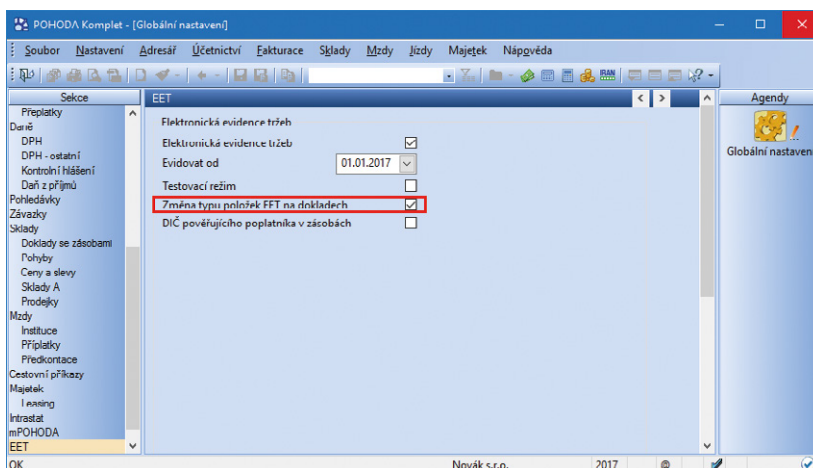 POHODA Komplet - [Globální nastavení]
Soubor Nastavení Adresář Účetnictví Fakturace Sklady Mzdy Jízdy Majetek Nápověda
IBAN
Sekce
Přeplatky
Daně
DPH
DPH - ostatní
Kontrolní hlášení
Daň z příjmů
Pohledávky
Závazky
Sklady
Doklady se zásobami
Pohyby
Ceny a slevy
Sklady A
Prodejky
Mzdy
Instituce
Příplatky
Předkontace
Cestovní příkazy
Majetek
Leasing
Intrastat
mPOHODA
EET
EET
Elektronická evidence tržeb
Elektronická evidence tržeb
Evidovat od 01.01.2017
Testovací režim
Změna typu položek EET na dokladech
DIČ pověřujícího poplatníka v zásobách
Agendy
Globální nastaven
OK Novák s.r.o. 2017 @